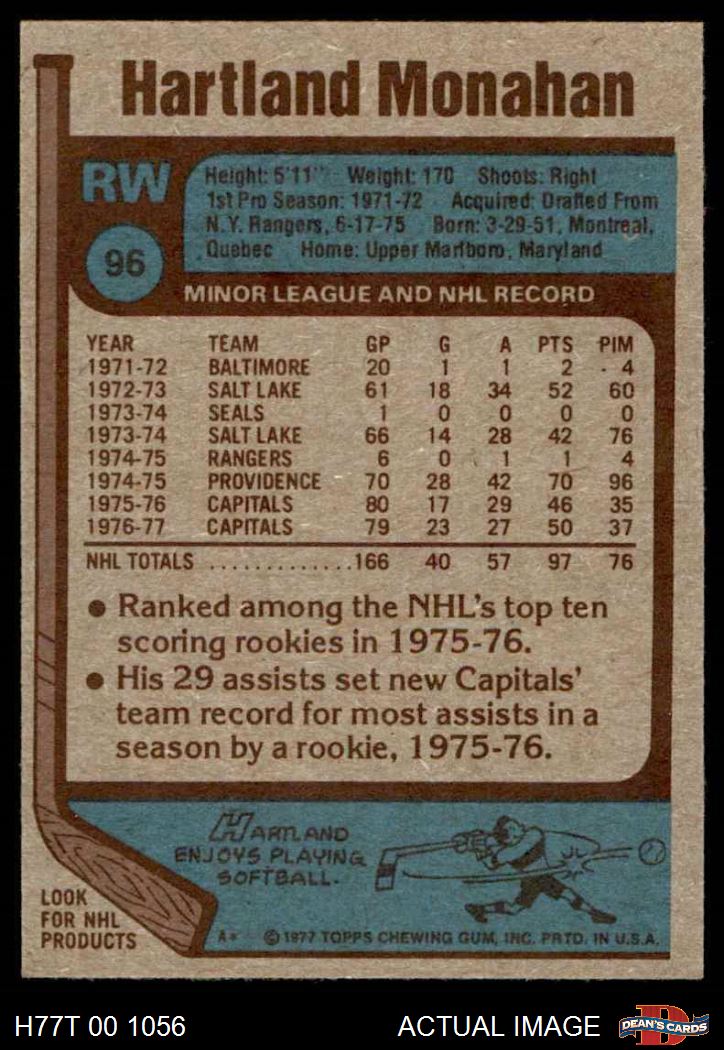 Hartland Monahan
RW
96
Height: 5'11" Weight: 170 Shoots: Right
1st Pro Season: 1971-72 Acquired: Drafted From
N.Y. Rangers, 6-17-75 Born: 3-29-51, Montreal,
Quebec Home: Upper Marlboro, Maryland
MINOR LEAGUE AND NHL RECORD
YEAR TEAM GP G A PTS PIM
1971-72 BALTIMORE 20 1 1 2 4
1972-73 SALT LAKE 61 18 34 52 60
1973-74 SEALS 1 0 0 0 0
1973-74 SALT LAKE 66 14 28 42 76
1974-75 RANGERS 6 0 1 1 4
1974-75 PROVIDENCE 70 28 42 70 96
1975-76 CAPITALS 80 17 29 46 35
1976-77 CAPITALS 79 23 27 50 37
NHL TOTALS .............166 40 57 97 76
● Ranked among the NHL's top ten
scoring rookies in 1975-76.
● His 29 assists set new Capitals'
team record for most assists in a
season by a rookie, 1975-76.
HARTLAND
ENJOYS PLAYING
SOFTBALL.
LOOK
FOR NHL
PRODUCTS
A* © 1977 TOPPS CHEWING GUM, INC. PRTD. IN U.S.A.
H77T 00 1056 ACTUAL IMAGE D DEAN'S CARDS